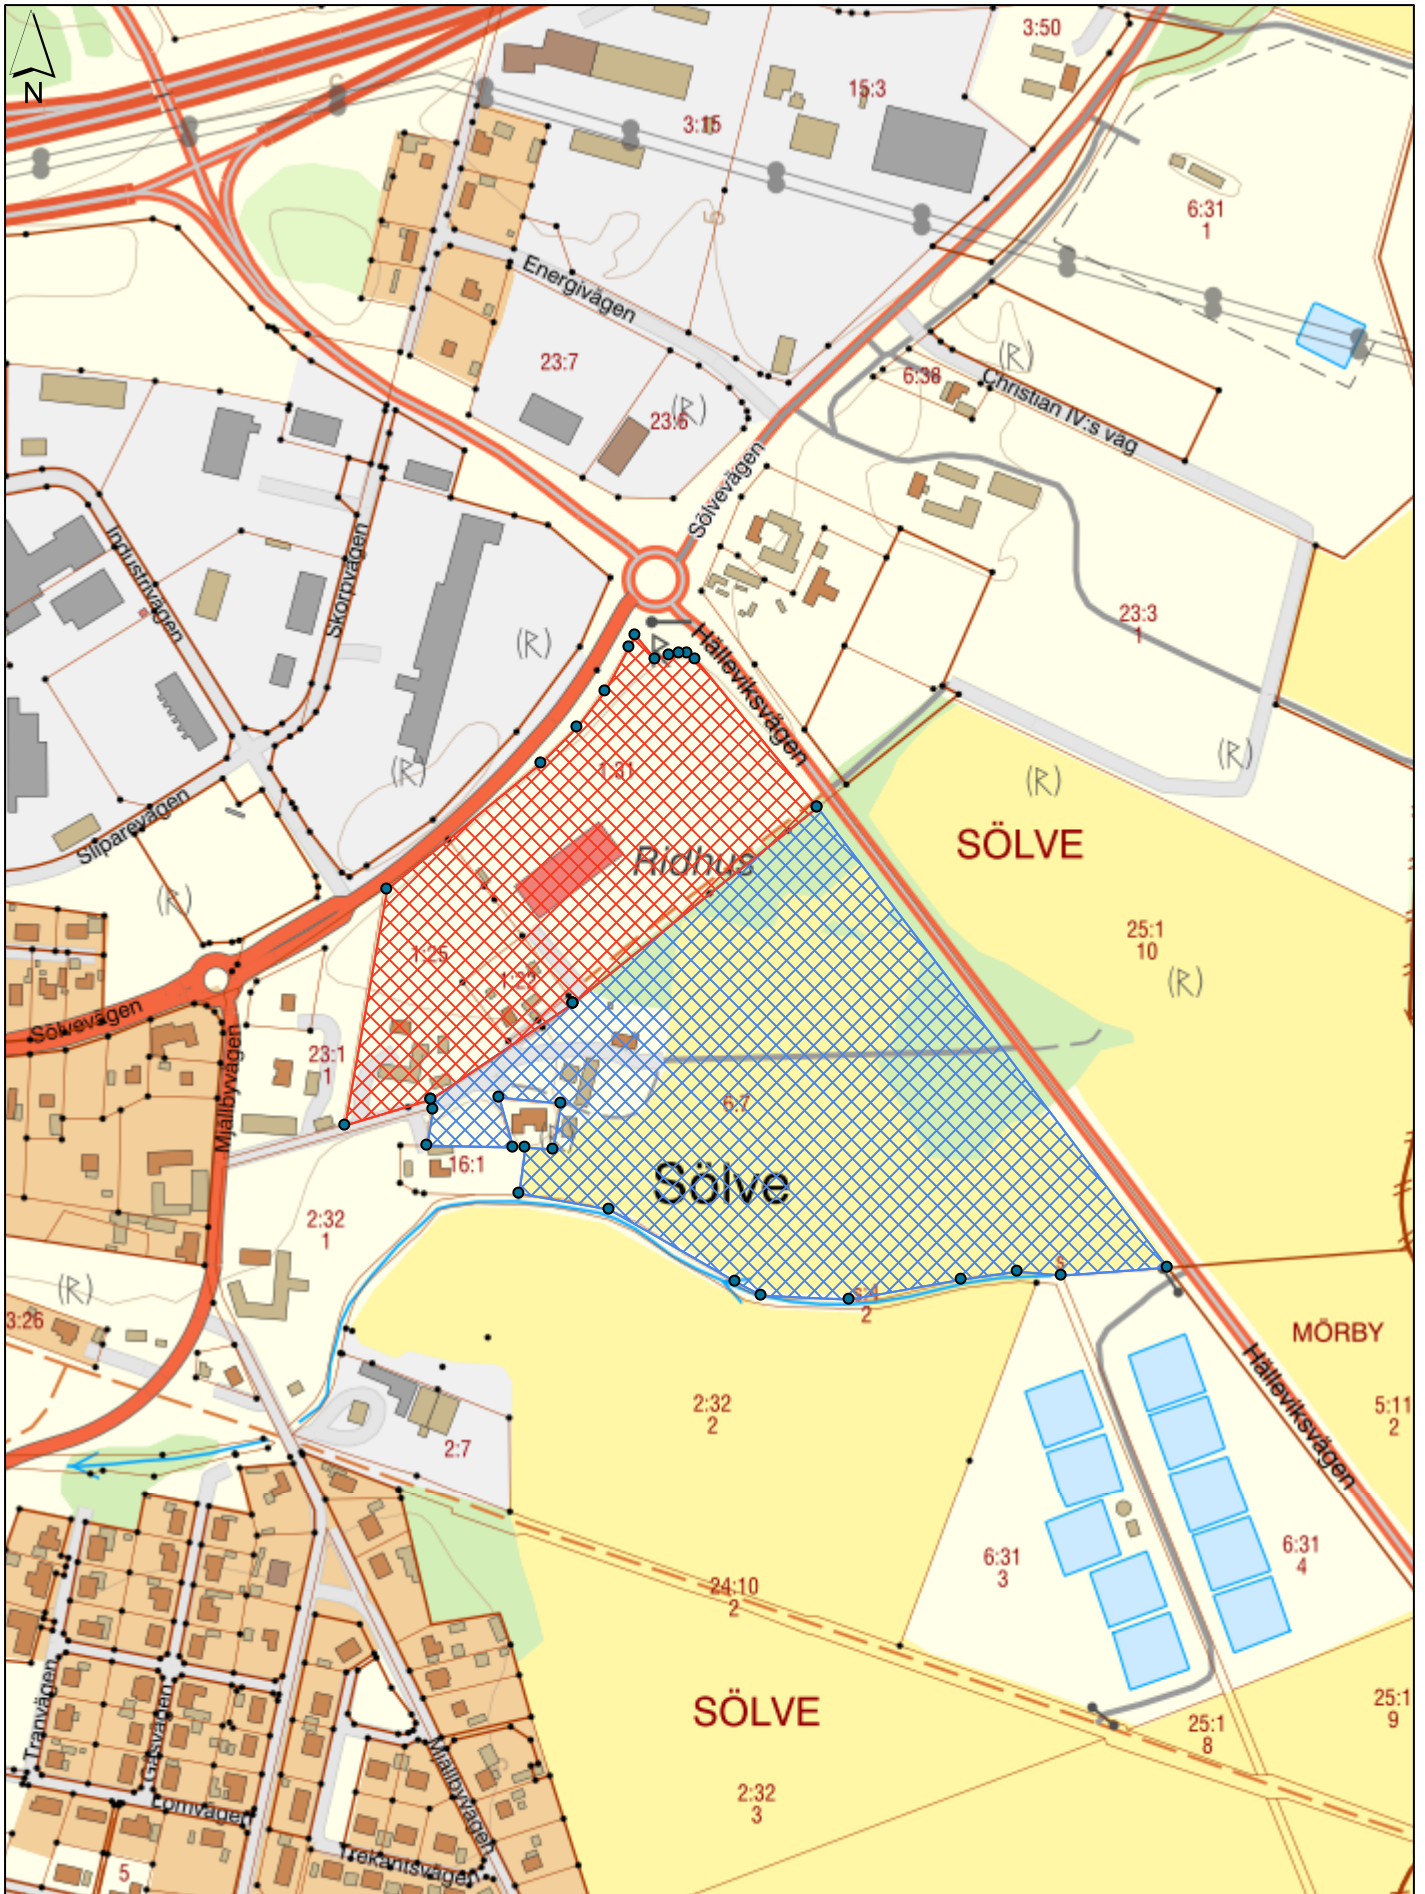 N
3:50
15:3
3:15
5
6:31
1
Energivägen
23:7
23:6
(R)
6:38
(R)
Christian IV:s väg
Sölvevägen
Industrivägen
Skorpvägen
(R)
R
Hälleviksvägen
23:3
1
(R)
(R)
(R)
1:31
Sliparevägen
(R)
Ridhus
SÖLVE
25:1
10
(R)
1:25
Sölvevägen
23:1
1
Mjällbyvägen
6:7
16:1
Sölve
2:32
1
(R)
3:26
s
s:4
2
MÖRBY
Hälleviksvägen
5:11
2
2:32
2
2:7
6:31
3
6:31
4
24:10
2
SÖLVE
25:1
9
25:1
8
Tranvägen
Gåsvägen
Mjällbyvägen
Lomvägen
2:32
3
Trekantsvägen
5